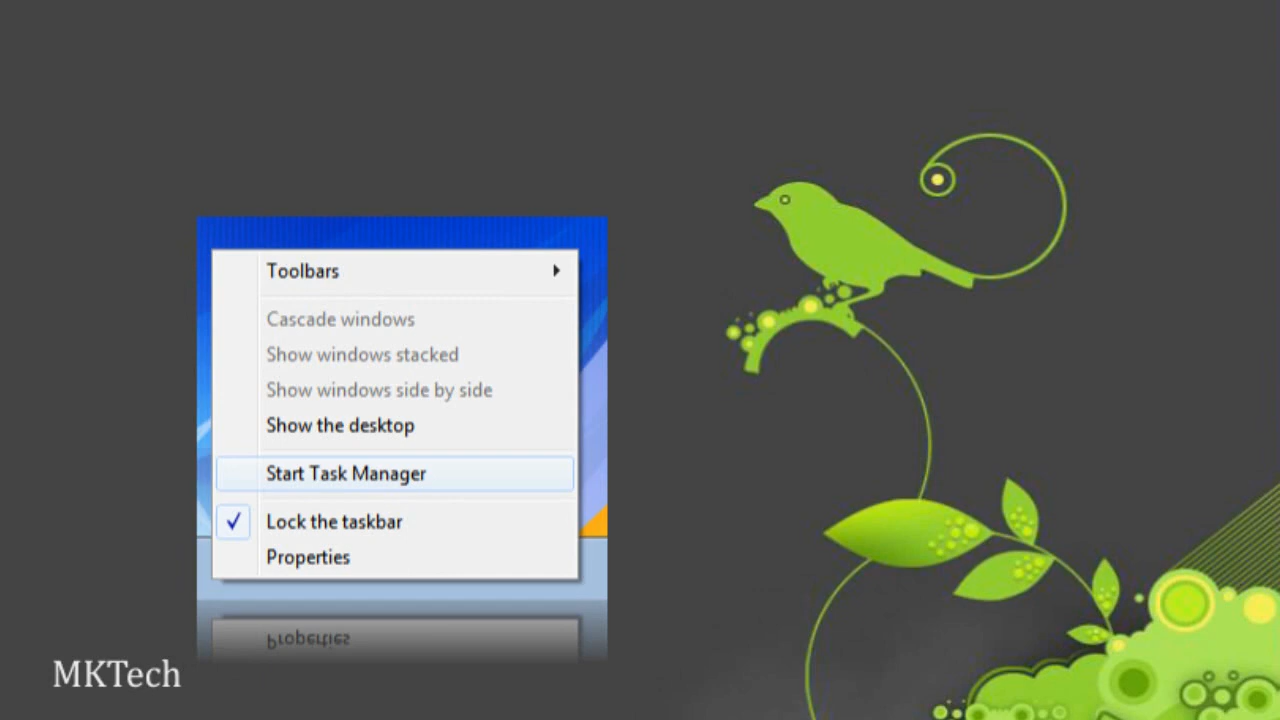 Toolbars
Cascade windows
Show windows stacked
Show windows side by side
Show the desktop
Start Task Manager
Lock the taskbar
Properties
Properties
MKTech